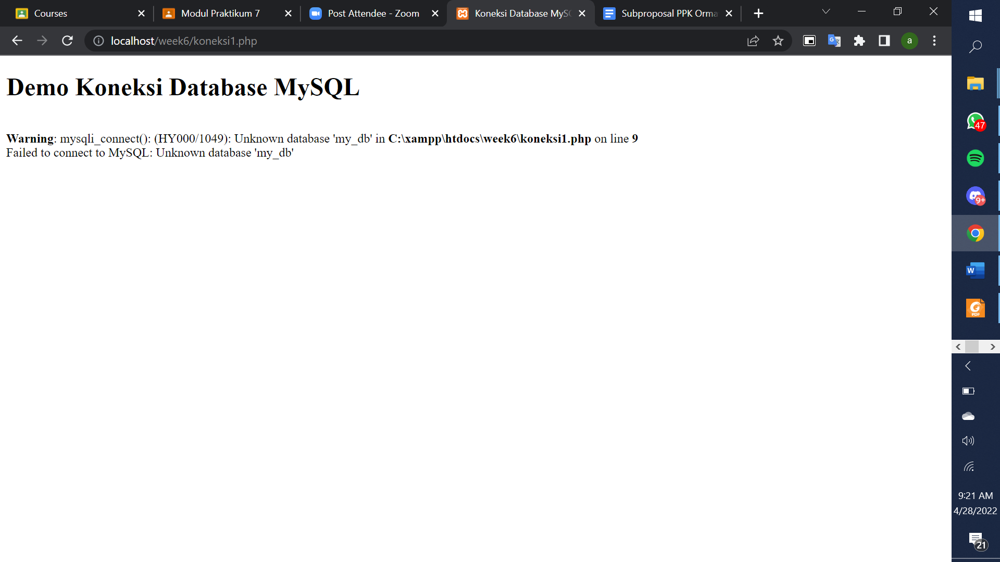 Courses
Modul Praktikum 7
Post Attendee - Zoom
Koneksi Database MyS
Subproposal PPK Orma
localhost/week6/koneksi1.php
a
Demo Koneksi Database MySQL
Warning: mysqli_connect(): (HY000/1049): Unknown database 'my_db' in C:\xampp\htdocs\week6\koneksi1.php on line 9
Failed to connect to MySQL: Unknown database 'my_db'
47
9+
W
PDF
9:21 AM
4/28/2022
21